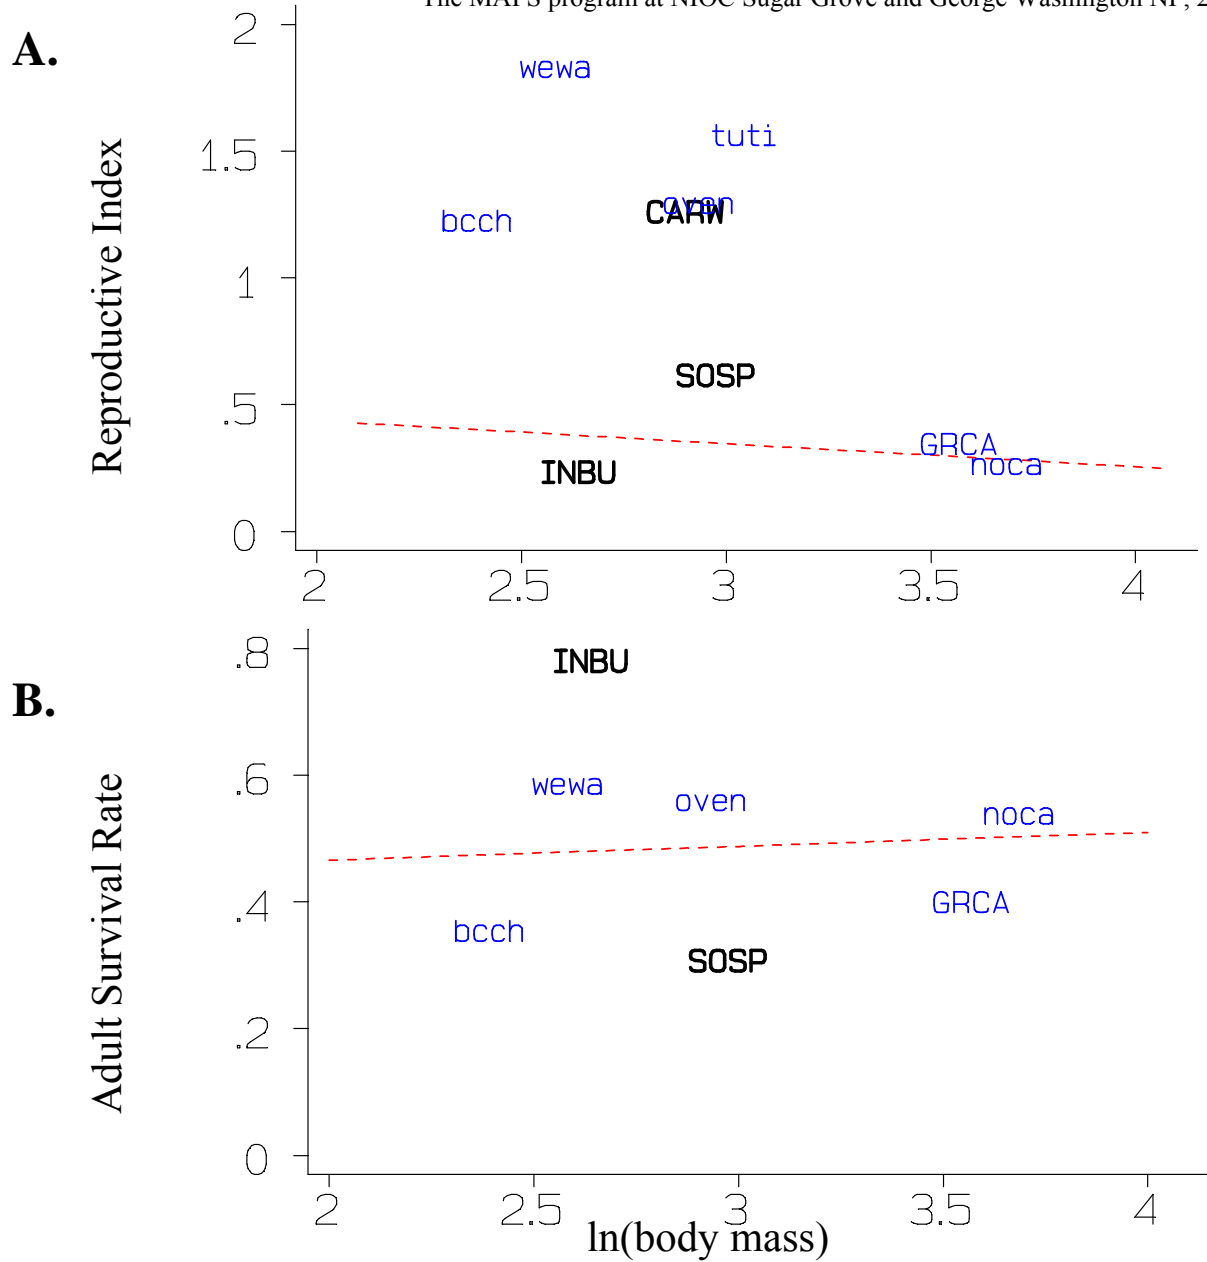 The MAPS program at NIOC Sugar Grove and George Washington NF, 2
A.
Reproductive Index
2
1.5
1
.5
0
wewa
tuti
oven
CARW
bcch
SOSP
GRCA
noca
INBU
2 2.5 3 3.5 4
B.
Adult Survival Rate
.8
.6
.4
.2
0
INBU
wewa
oven
noca
GRCA
bcch
SOSP
2 2.5 3 3.5 4
ln(body mass)